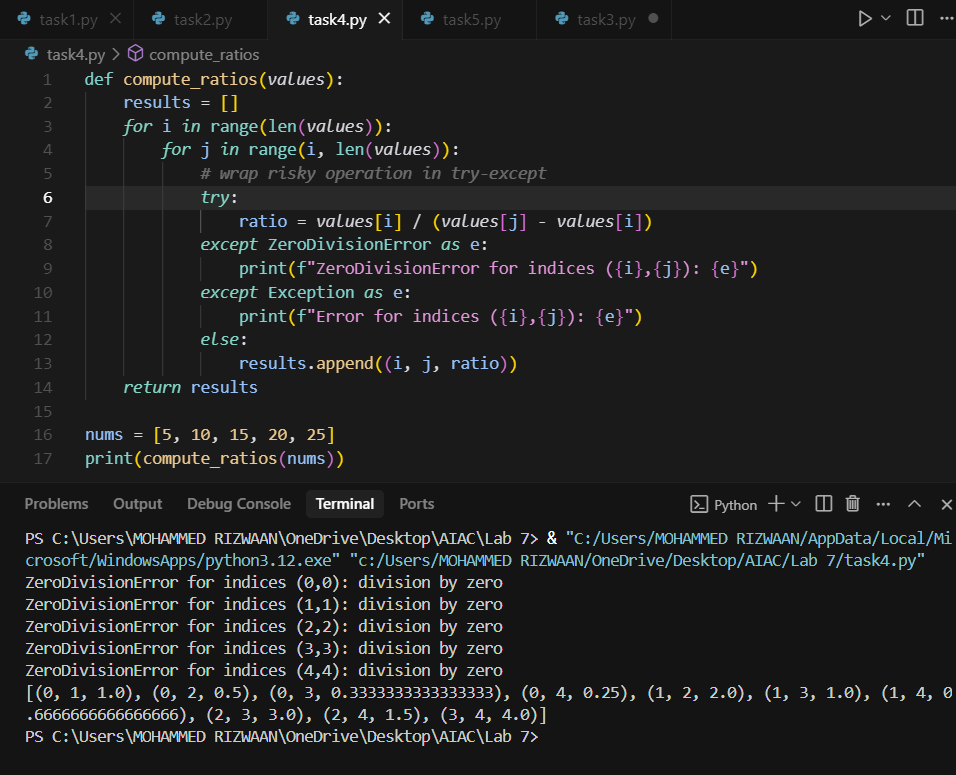 task1.py task2.py task4.py task5.py task3.py
task4.py > compute_ratios
1 def compute_ratios(values):
2     results = []
3     for i in range(len(values)):
4         for j in range(i, len(values)):
5             # wrap risky operation in try-except
6             try:
7                 ratio = values[i] / (values[j] - values[i])
8             except ZeroDivisionError as e:
9                 print(f"ZeroDivisionError for indices ({i},{j}): {e}")
10             except Exception as e:
11                 print(f"Error for indices ({i},{j}): {e}")
12             else:
13                 results.append((i, j, ratio))
14     return results
15
16 nums = [5, 10, 15, 20, 25]
17 print(compute_ratios(nums))
Problems Output Debug Console Terminal Ports Python
PS C:\Users\MOHAMMED RIZWAAN\OneDrive\Desktop\AIAC\Lab 7> & "C:/Users/MOHAMMED RIZWAAN/AppData/Local/Mi
crosoft/WindowsApps/python3.12.exe" "c:/Users/MOHAMMED RIZWAAN/OneDrive/Desktop/AIAC/Lab 7/task4.py"
ZeroDivisionError for indices (0,0): division by zero
ZeroDivisionError for indices (1,1): division by zero
ZeroDivisionError for indices (2,2): division by zero
ZeroDivisionError for indices (3,3): division by zero
ZeroDivisionError for indices (4,4): division by zero
[(0, 1, 1.0), (0, 2, 0.5), (0, 3, 0.3333333333333333), (0, 4, 0.25), (1, 2, 2.0), (1, 3, 1.0), (1, 4, 0
.6666666666666666), (2, 3, 3.0), (2, 4, 1.5), (3, 4, 4.0)]
PS C:\Users\MOHAMMED RIZWAAN\OneDrive\Desktop\AIAC\Lab 7>